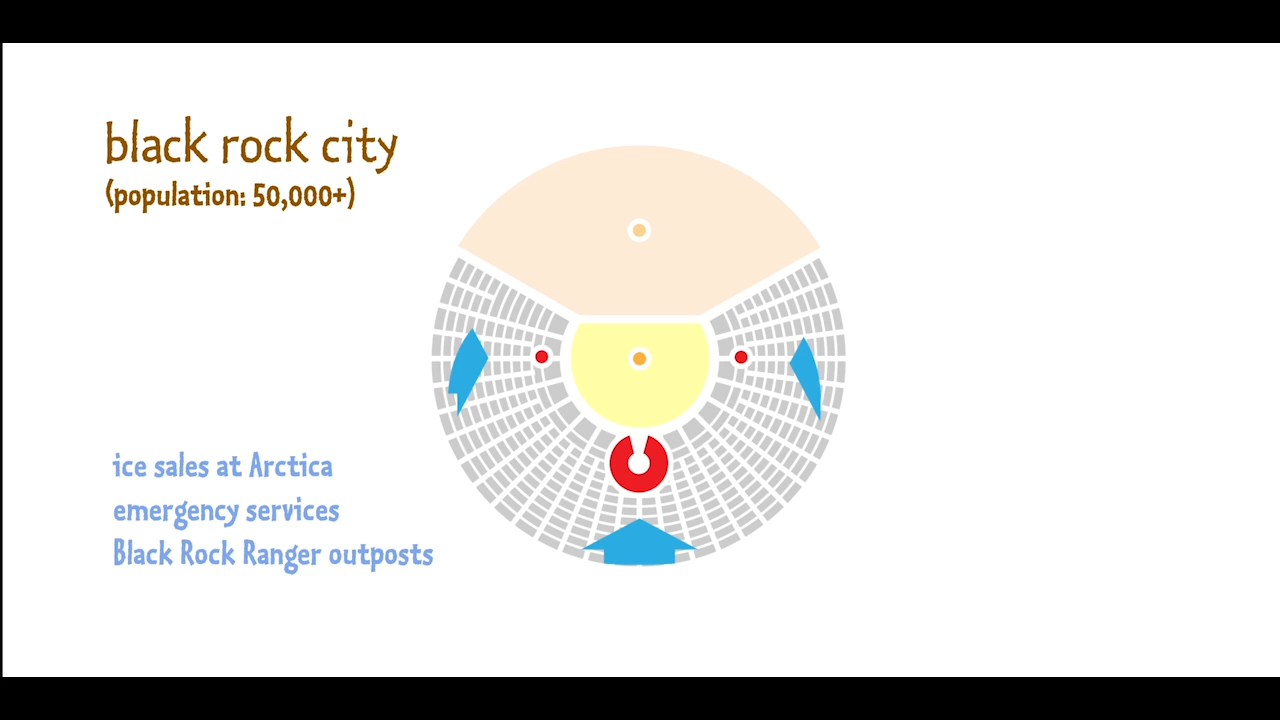 black rock city
(population: 50,000+)
ice sales at Arctica
emergency services
Black Rock Ranger outposts